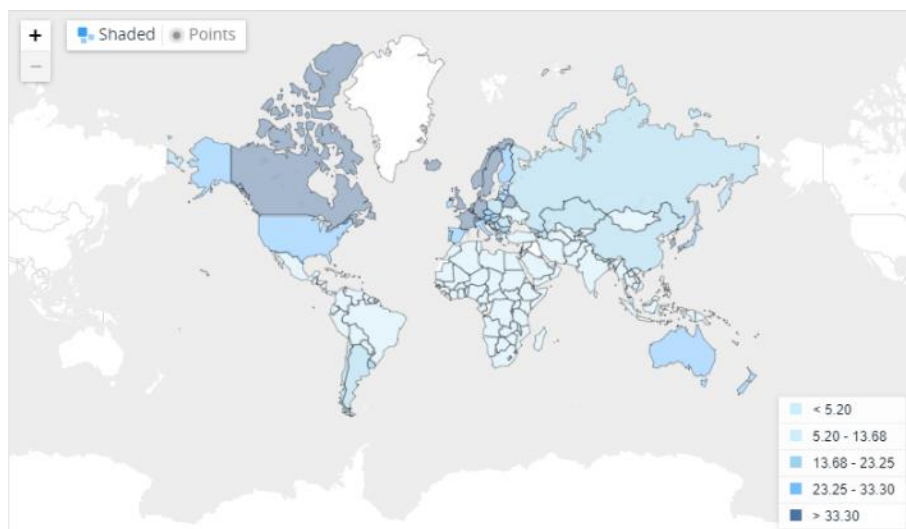 +
Shaded Points
−
< 5.20
5.20 - 13.68
13.68 - 23.25
23.25 - 33.30
> 33.30